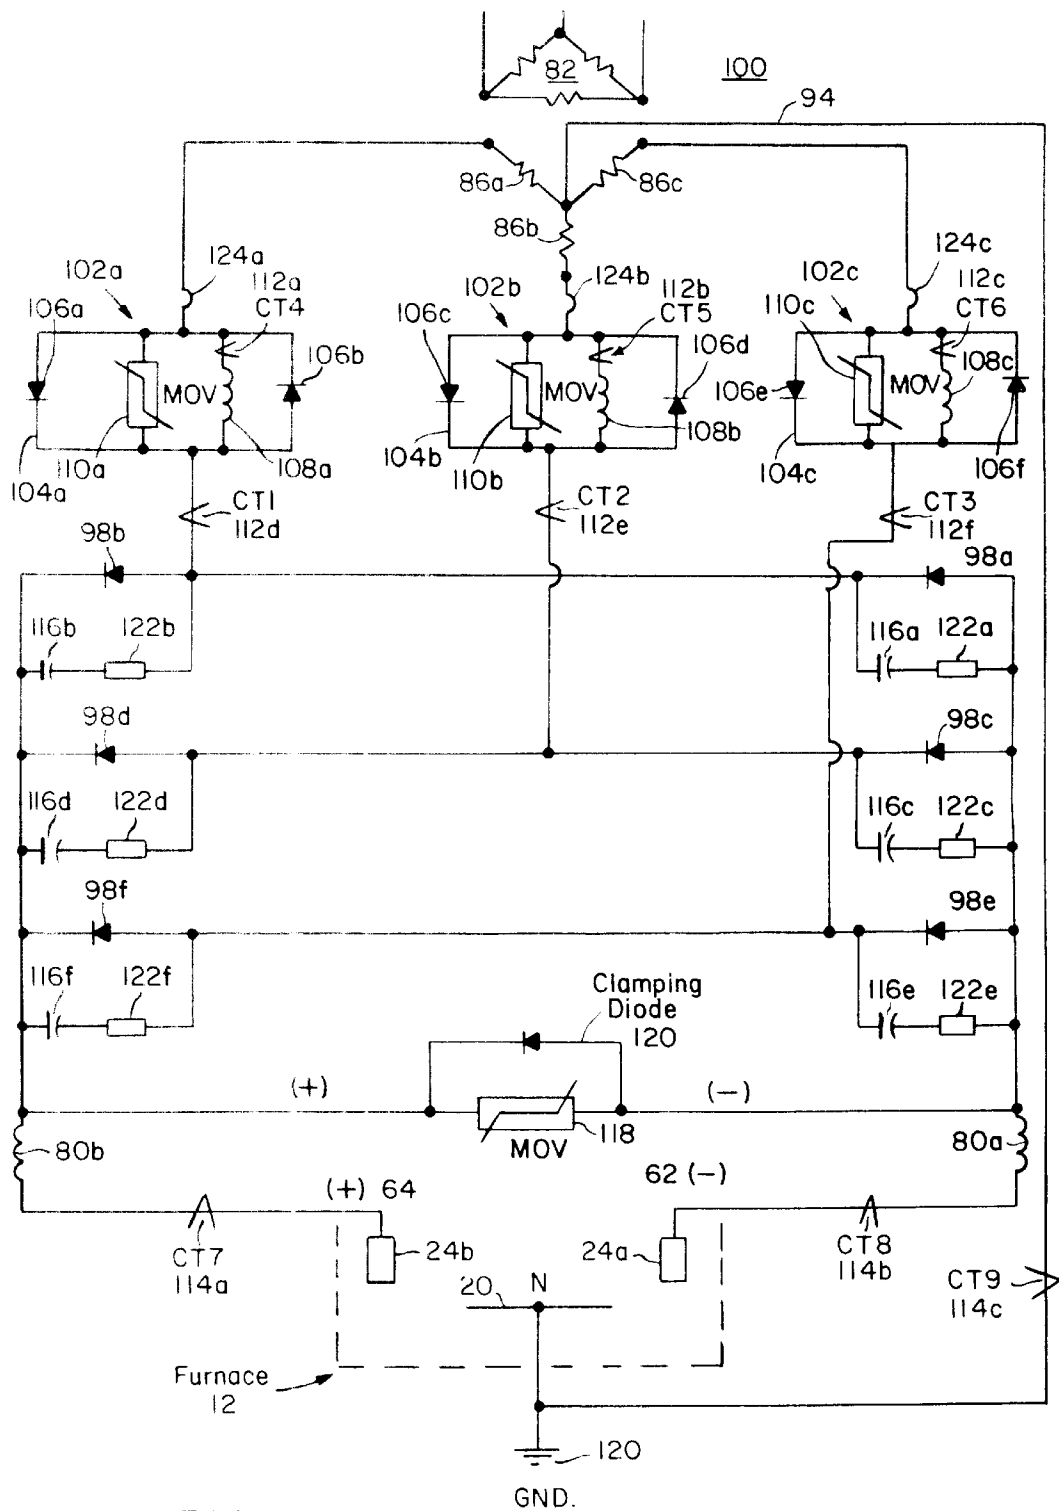 82
100
94
86a
86c
86b
124a
124b
124c
102a
112a
CT4
102b
112b
CT5
102c
112c
CT6
106a
106b
106c
106d
110c
108c
106e
MOV
MOV
MOV
104a
110a
108a
104b
110b
108b
104c
106f
CT1
112d
CT2
112e
CT3
112f
98b
98a
116b
122b
116a
122a
98d
98c
116d
122d
116c
122c
98f
98e
116f
122f
116e
122e
Clamping
Diode
120
(+)
(-)
118
MOV
80b
80a
(+) 64
62 (-)
CT7
114a
24b
24a
CT8
114b
CT9
114c
20
N
Furnace
12
120
GND.